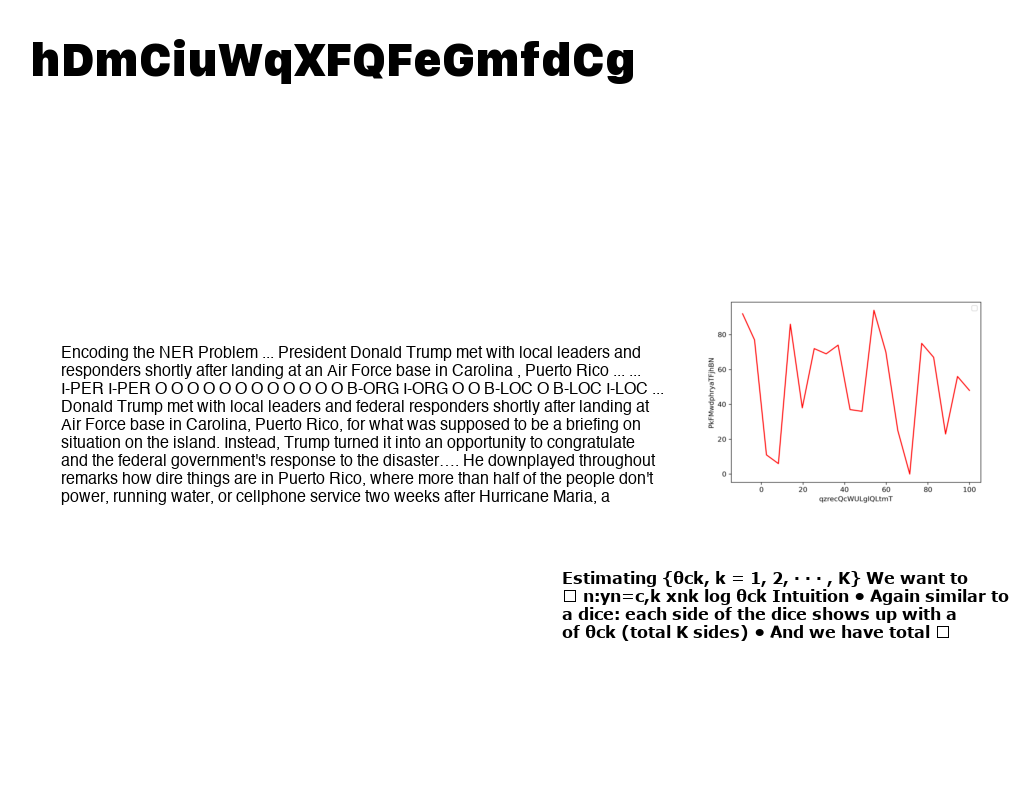 hDmCiuWqXFQFeGmfdCg
Encoding the NER Problem ... President Donald Trump met with local leaders and
responders shortly after landing at an Air Force base in Carolina , Puerto Rico ... ...
I-PER I-PER O O O O O O O O O O O O B-ORG I-ORG O O B-LOC O B-LOC I-LOC ...
Donald Trump met with local leaders and federal responders shortly after landing at
Air Force base in Carolina, Puerto Rico, for what was supposed to be a briefing on
situation on the island. Instead, Trump turned it into an opportunity to congratulate
and the federal government's response to the disaster…. He downplayed throughout
remarks how dire things are in Puerto Rico, where more than half of the people don't
power, running water, or cellphone service two weeks after Hurricane Maria, a
PkFMwdphryaTFjhBN
80
60
40
20
0
0 20 40 60 80 100
qzrecQcWULglQLtmT
Estimating {θck, k = 1, 2, · · · , K} We want to
□ n:yn=c,k xnk log θck Intuition • Again similar to
a dice: each side of the dice shows up with a
of θck (total K sides) • And we have total □